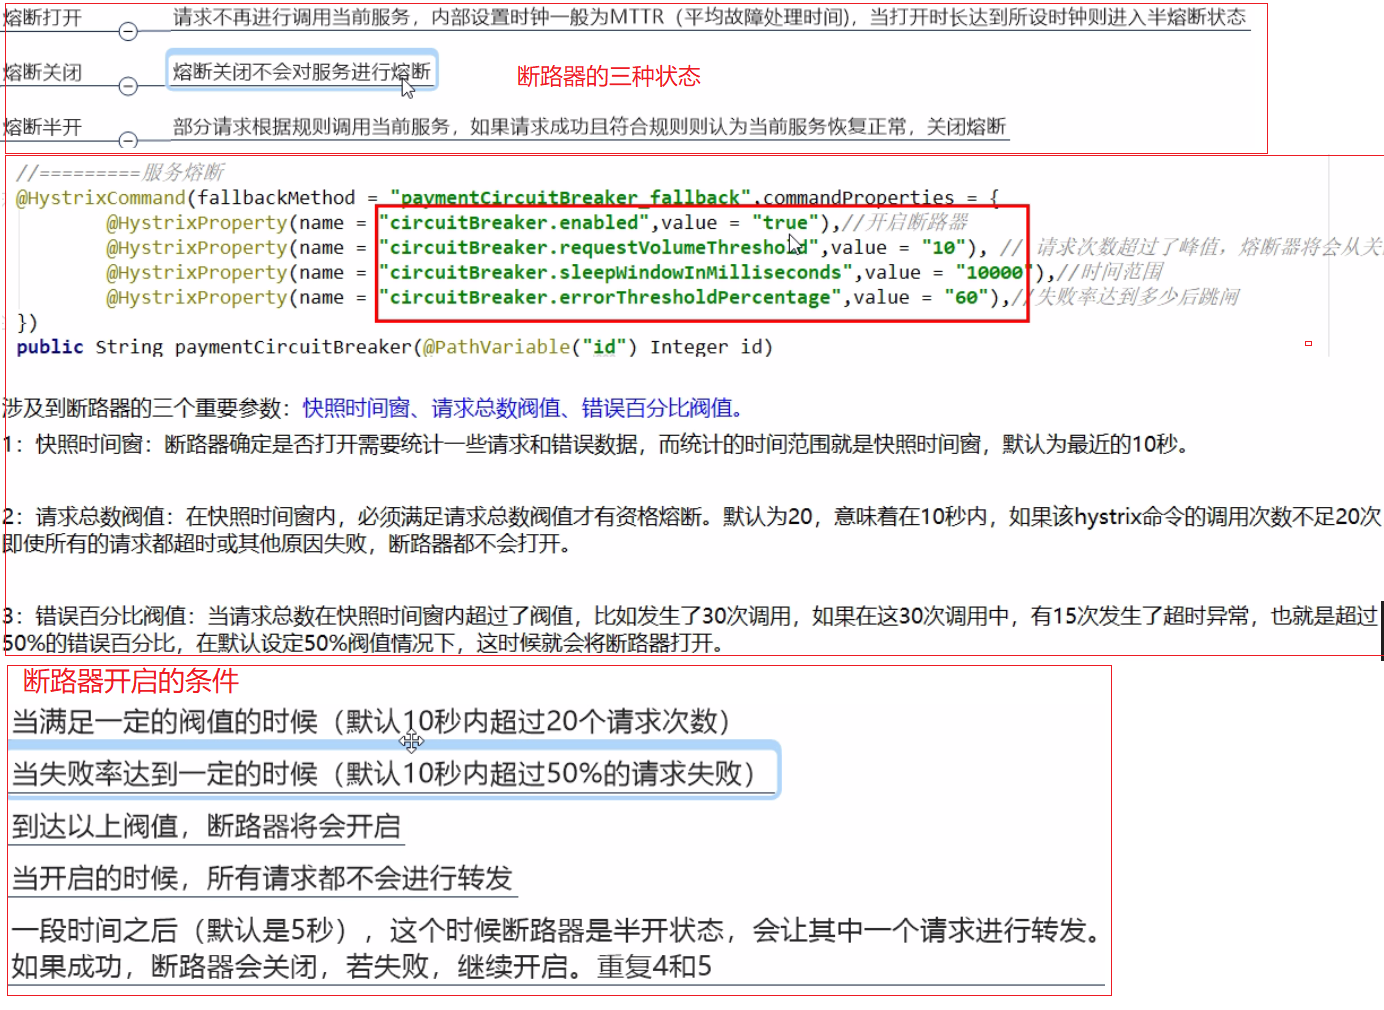 熔断打开 请求不再进行调用当前服务，内部设置时钟一般为MTTR（平均故障处理时间)，当打开时长达到所设时钟则进入半熔断状态
熔断关闭 熔断关闭不会对服务进行熔断 断路器的三种状态
熔断半开 部分请求根据规则调用当前服务，如果请求成功且符合规则则认为当前服务恢复正常，关闭熔断
//=========服务熔断
@HystrixCommand(fallbackMethod = "paymentCircuitBreaker_fallback",commandProperties = {
@HystrixProperty(name = "circuitBreaker.enabled",value = "true"),//开启断路器
@HystrixProperty(name = "circuitBreaker.requestVolumeThreshold",value = "10"), // 请求次数超过了峰值，熔断器将会从关
@HystrixProperty(name = "circuitBreaker.sleepWindowInMilliseconds",value = "10000"),//时间范围
@HystrixProperty(name = "circuitBreaker.errorThresholdPercentage",value = "60"),//失败率达到多少后跳闸
})
public String paymentCircuitBreaker(@PathVariable("id") Integer id)
涉及到断路器的三个重要参数：快照时间窗、请求总数阀值、错误百分比阀值。
1：快照时间窗：断路器确定是否打开需要统计一些请求和错误数据，而统计的时间范围就是快照时间窗，默认为最近的10秒。
2：请求总数阀值：在快照时间窗内，必须满足请求总数阀值才有资格熔断。默认为20，意味着在10秒内，如果该hystrix命令的调用次数不足20次
即使所有的请求都超时或其他原因失败，断路器都不会打开。
3：错误百分比阀值：当请求总数在快照时间窗内超过了阀值，比如发生了30次调用，如果在这30次调用中，有15次发生了超时异常，也就是超过
50%的错误百分比，在默认设定50%阀值情况下，这时候就会将断路器打开。
断路器开启的条件
当满足一定的阀值的时候（默认10秒内超过20个请求次数）
当失败率达到一定的时候（默认10秒内超过50%的请求失败）
到达以上阀值，断路器将会开启
当开启的时候，所有请求都不会进行转发
一段时间之后（默认是5秒），这个时候断路器是半开状态，会让其中一个请求进行转发。
如果成功，断路器会关闭，若失败，继续开启。重复4和5